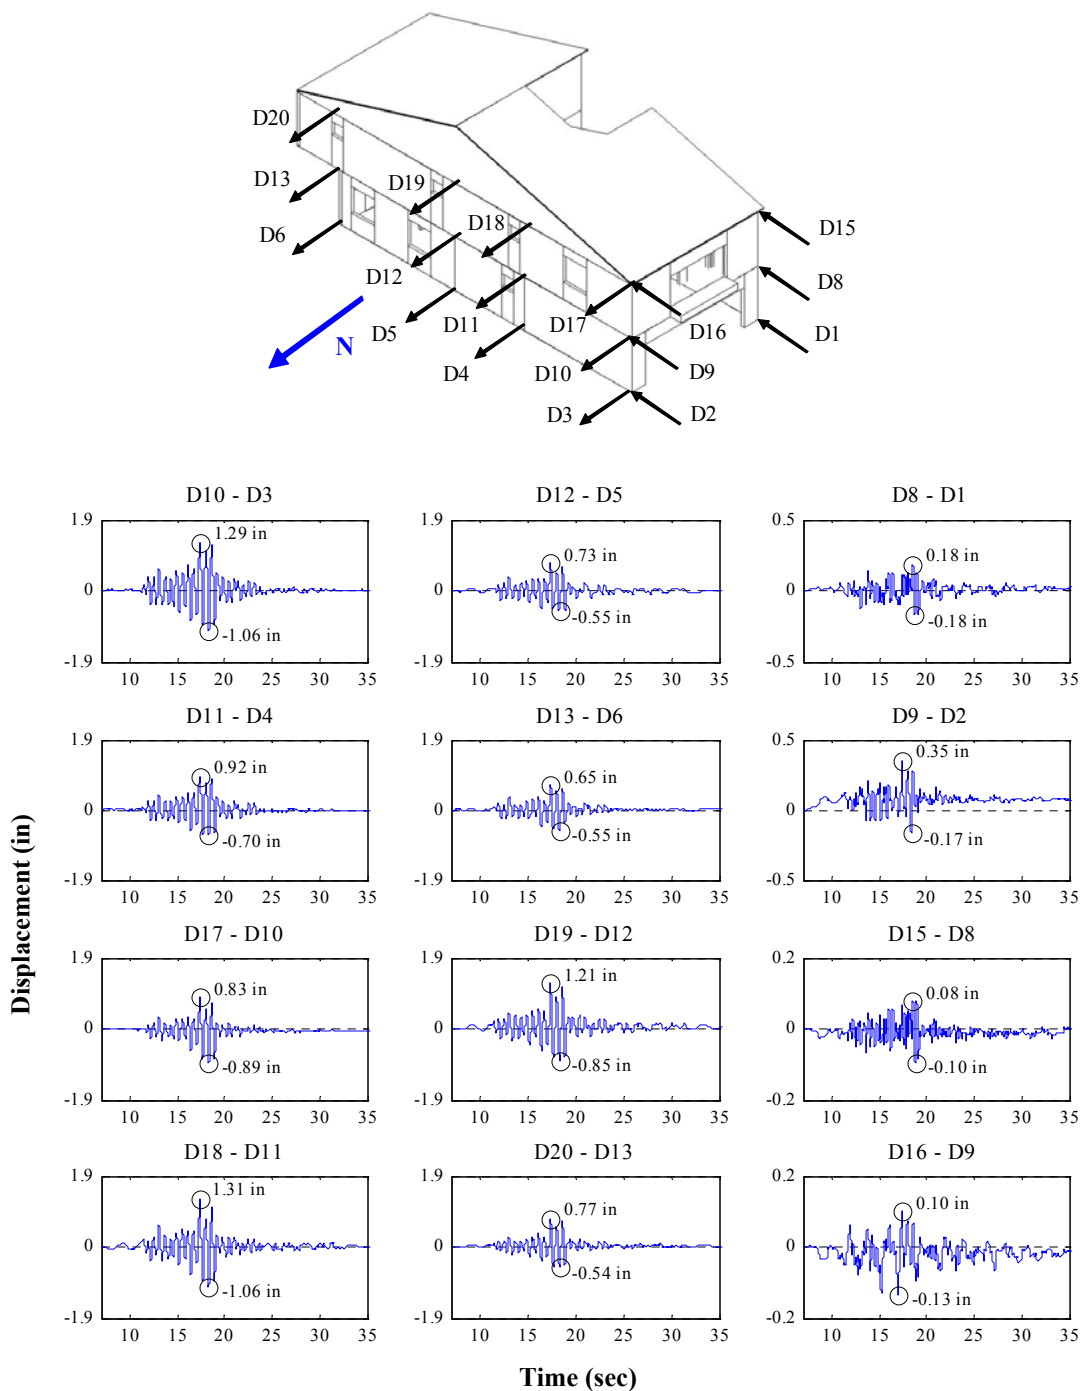 D20
D13
D19
D6
D18
D15
D12
D8
D5
D11
D17
D16
D1
N
D4
D10
D9
D3
D2
D10 - D3
D12 - D5
D8 - D1
1.9
0
-1.9
1.29 in
-1.06 in
10 15 20 25 30 35
1.9
0
-1.9
0.73 in
-0.55 in
10 15 20 25 30 35
0.5
0
-0.5
0.18 in
-0.18 in
10 15 20 25 30 35
D11 - D4
D13 - D6
D9 - D2
1.9
0
-1.9
0.92 in
-0.70 in
10 15 20 25 30 35
1.9
0
-1.9
0.65 in
-0.55 in
10 15 20 25 30 35
0.5
0
-0.5
0.35 in
-0.17 in
10 15 20 25 30 35
Displacement (in)
D17 - D10
D19 - D12
D15 - D8
1.9
0
-1.9
0.83 in
-0.89 in
10 15 20 25 30 35
1.9
0
-1.9
1.21 in
-0.85 in
10 15 20 25 30 35
0.2
0
-0.2
0.08 in
-0.10 in
10 15 20 25 30 35
D18 - D11
D20 - D13
D16 - D9
1.9
0
-1.9
1.31 in
-1.06 in
10 15 20 25 30 35
1.9
0
-1.9
0.77 in
-0.54 in
10 15 20 25 30 35
0.2
0
-0.2
0.10 in
-0.13 in
10 15 20 25 30 35
Time (sec)